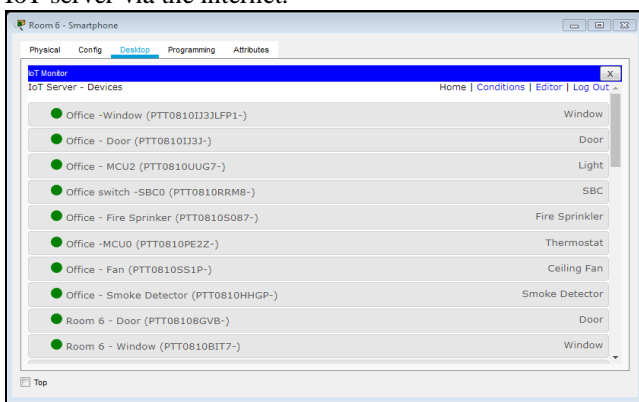 IoT server via the internet.
Room 6 - Smartphone
Physical Config Desktop Programming Attributes
IoT Monitor X
IoT Server - Devices Home | Conditions | Editor | Log Out
Office -Window (PTT0810IJ3JLFP1-) Window
Office - Door (PTT0810IJ3J-) Door
Office - MCU2 (PTT0810UUG7-) Light
Office switch -SBC0 (PTT0810RRM8-) SBC
Office - Fire Sprinker (PTT0810S087-) Fire Sprinkler
Office -MCU0 (PTT0810PE2Z-) Thermostat
Office - Fan (PTT0810SS1P-) Ceiling Fan
Office - Smoke Detector (PTT0810HHGP-) Smoke Detector
Room 6 - Door (PTT08108GVB-) Door
Room 6 - Window (PTT0810BIT7-) Window
Top